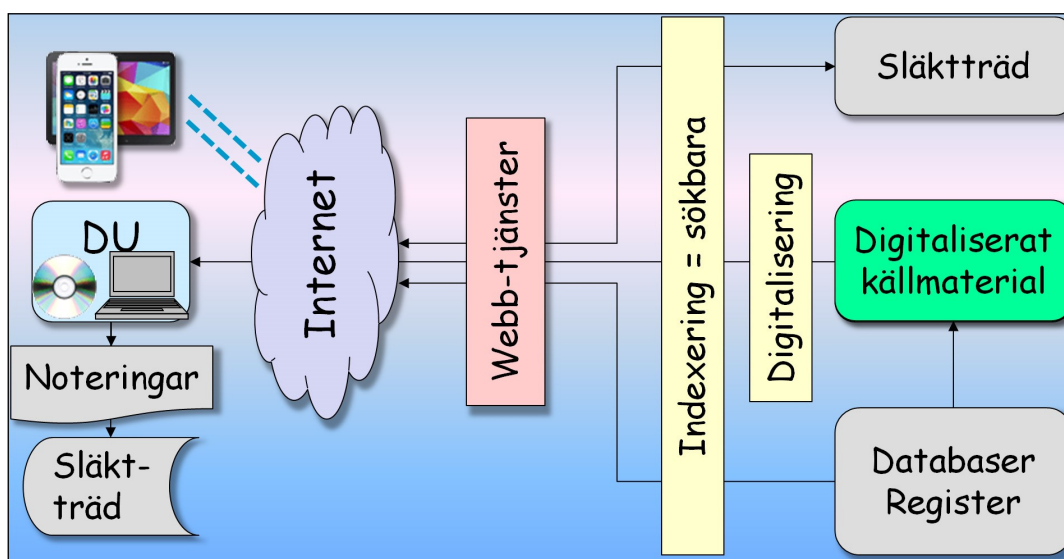 Släktträd
DU
Internet
Webb-tjänster
Indexering = sökbara
Digitalisering
Digitaliserat
källmaterial
Noteringar
Släkt-
träd
Databaser
Register